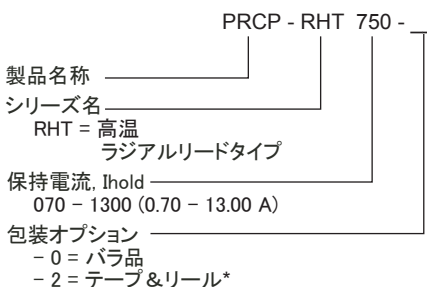 PRCP - RHT 750 - __
製品名称
シリーズ名
RHT = 高温
ラジアルリードタイプ
保持電流, Ihold
070 - 1300 (0.70 - 13.00 A)
包装オプション
- 0 = バラ品
- 2 = テープ＆リール*